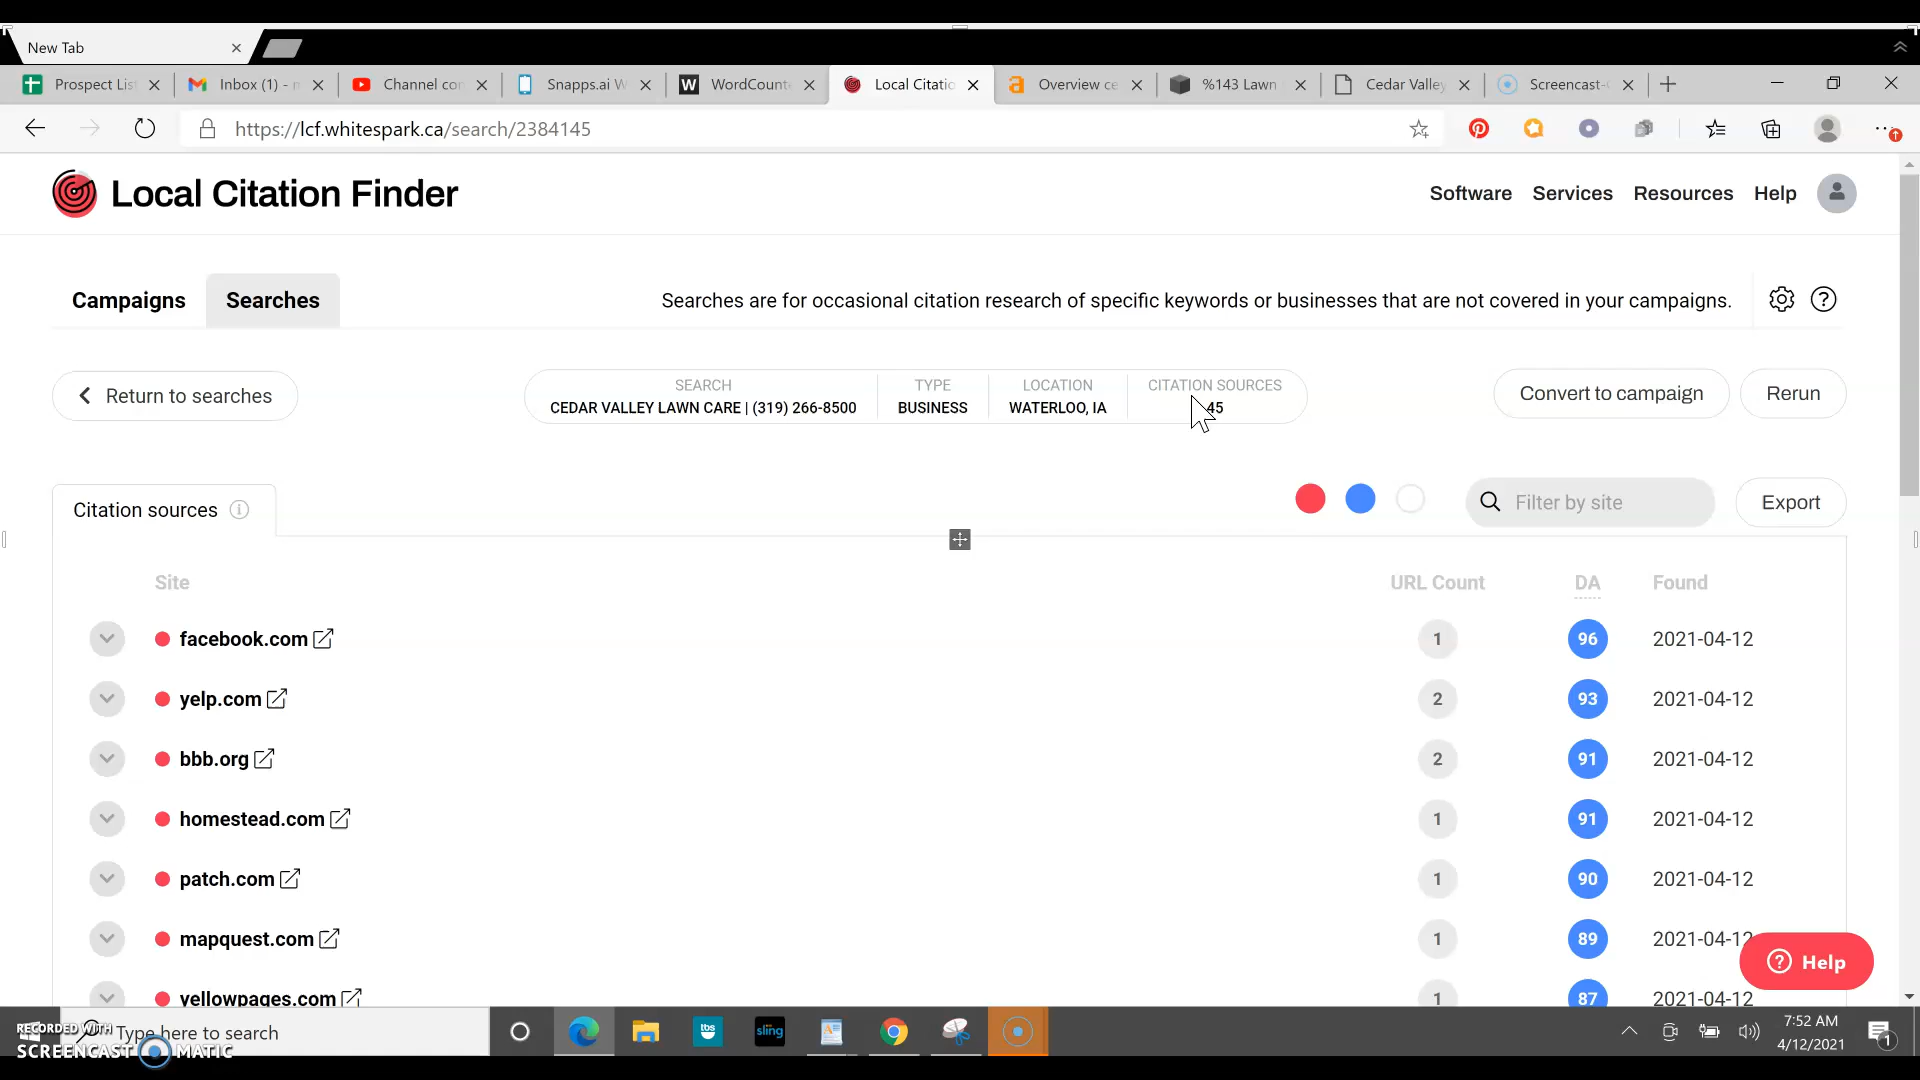 New Tab
Prospect Lis
Inbox (1) - n
Channel con
Snapps.ai W
WordCount
Local Citatio
Overview ce
%143 Lawn
Cedar Valley
Screencast-
https://lcf.whitespark.ca/search/2384145
Local Citation Finder
Software Services Resources Help
Campaigns Searches
Searches are for occasional citation research of specific keywords or businesses that are not covered in your campaigns.
Return to searches
SEARCH TYPE LOCATION CITATION SOURCES
CEDAR VALLEY LAWN CARE | (319) 266-8500 BUSINESS WATERLOO, IA 45
Convert to campaign Rerun
Citation sources
Filter by site
Export
Site URL Count DA Found
facebook.com 1 96 2021-04-12
yelp.com 2 93 2021-04-12
bbb.org 2 91 2021-04-12
homestead.com 1 91 2021-04-12
patch.com 1 90 2021-04-12
mapquest.com 1 89 2021-04-12
yellowpages.com 1 87 2021-04-12
Help
Type here to search
RECORDED WITH
SCREENCAST MATIC
tbs
sling
7:52 AM
4/12/2021
1